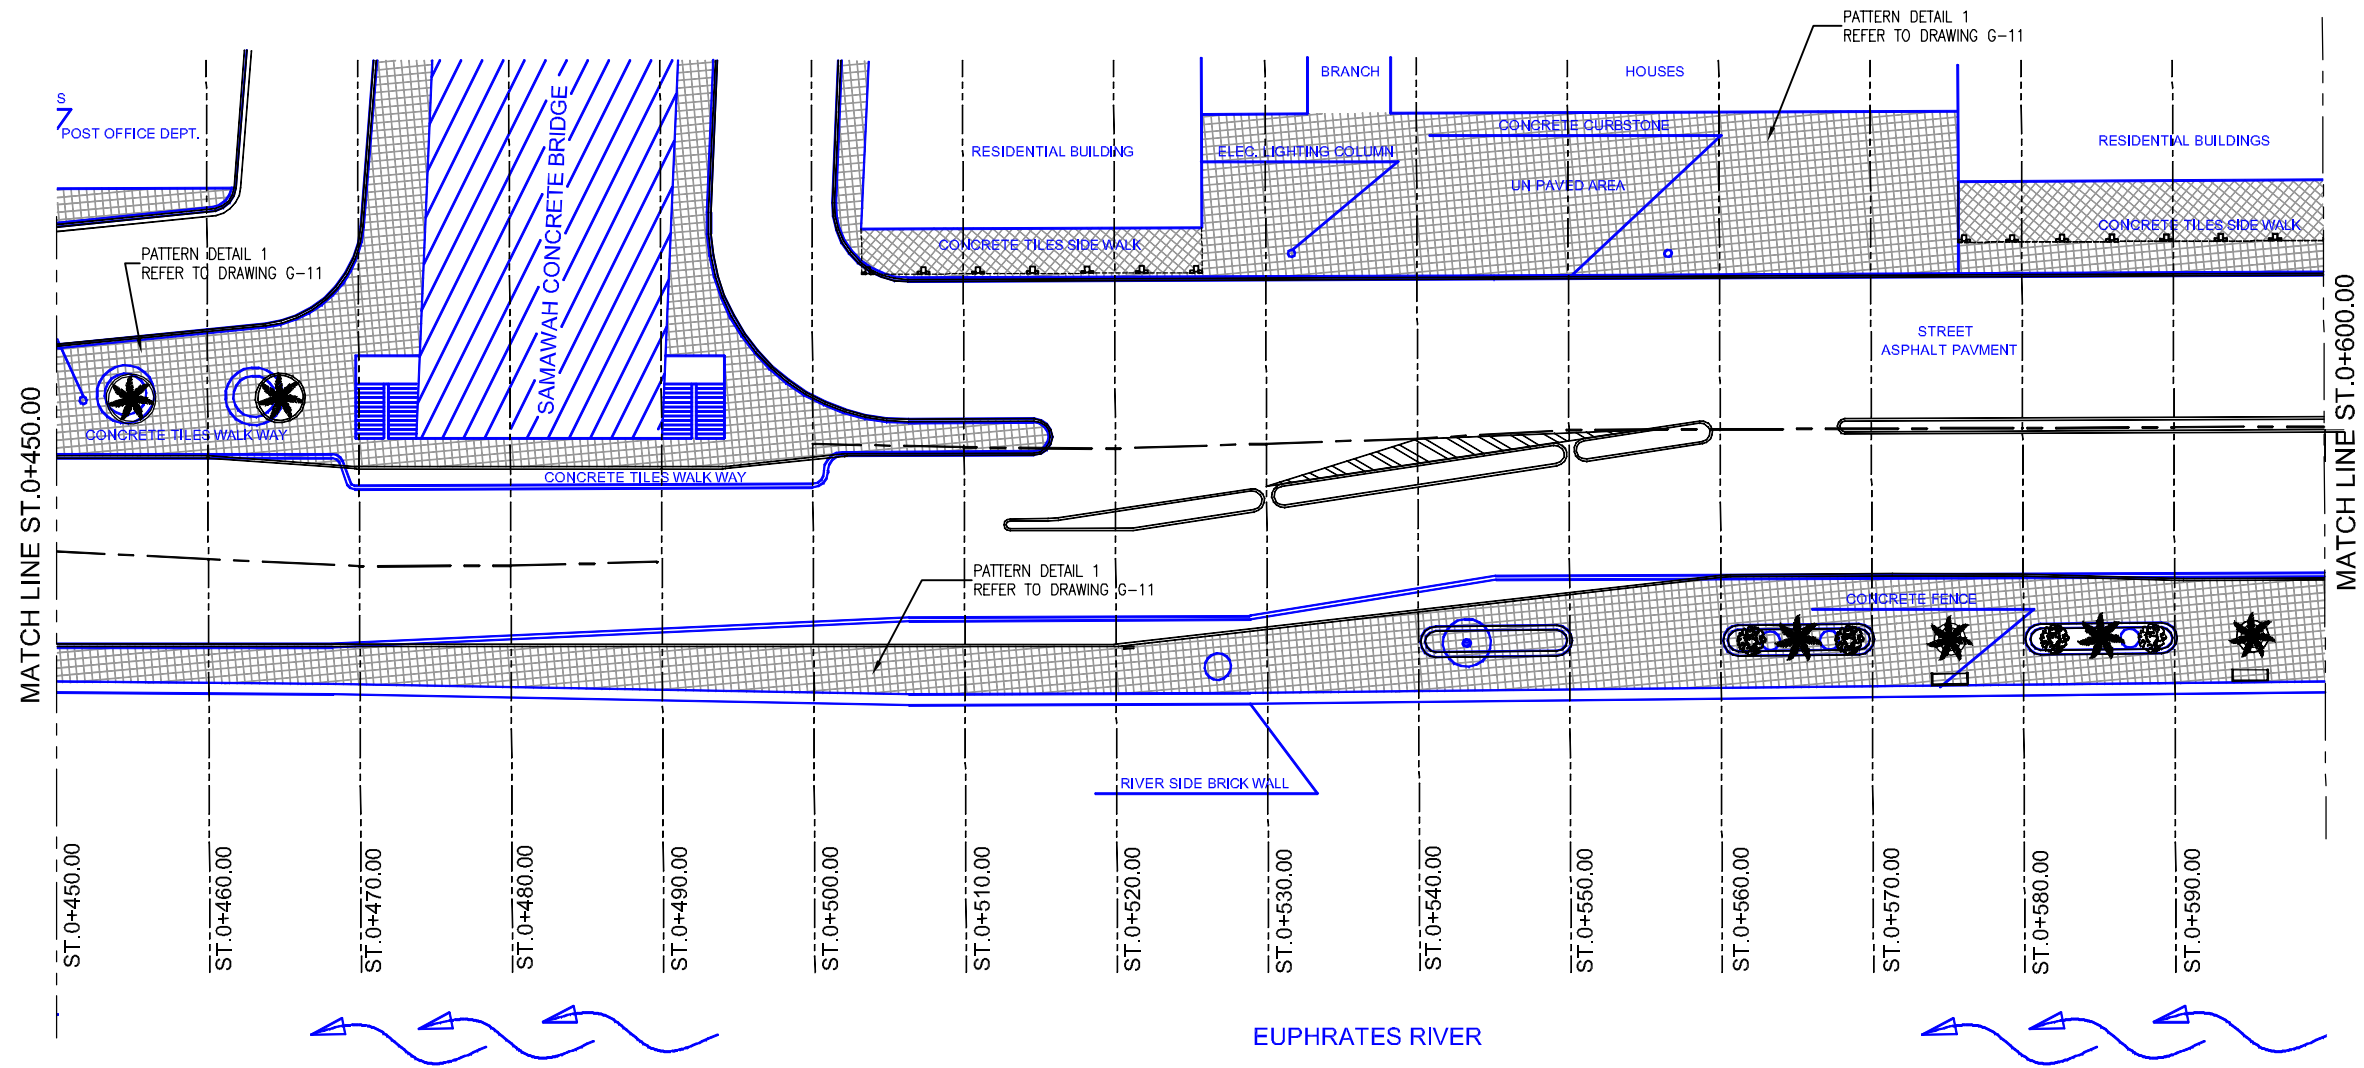 PATTERN DETAIL 1
REFER TO DRAWING G-11
BRANCH
HOUSES
S
POST OFFICE DEPT.
CONCRETE CURBSTONE
RESIDENTIAL BUILDING
ELEC. LIGHTING COLUMN
RESIDENTIAL BUILDINGS
UN PAVED AREA
SAMAWAH CONCRETE BRIDGE
CONCRETE TILES SIDE WALK
CONCRETE TILES SIDE WALK
PATTERN DETAIL 1
REFER TO DRAWING G-11
STREET
ASPHALT PAVMENT
MATCH LINE ST.0+450.00
MATCH LINE ST.0+600.00
CONCRETE TILES WALK WAY
CONCRETE TILES WALK WAY
PATTERN DETAIL 1
REFER TO DRAWING G-11
CONCRETE FENCE
RIVER SIDE BRICK WALL
ST.0+450.00
ST.0+460.00
ST.0+470.00
ST.0+480.00
ST.0+490.00
ST.0+500.00
ST.0+510.00
ST.0+520.00
ST.0+530.00
ST.0+540.00
ST.0+550.00
ST.0+560.00
ST.0+570.00
ST.0+580.00
ST.0+590.00
EUPHRATES RIVER